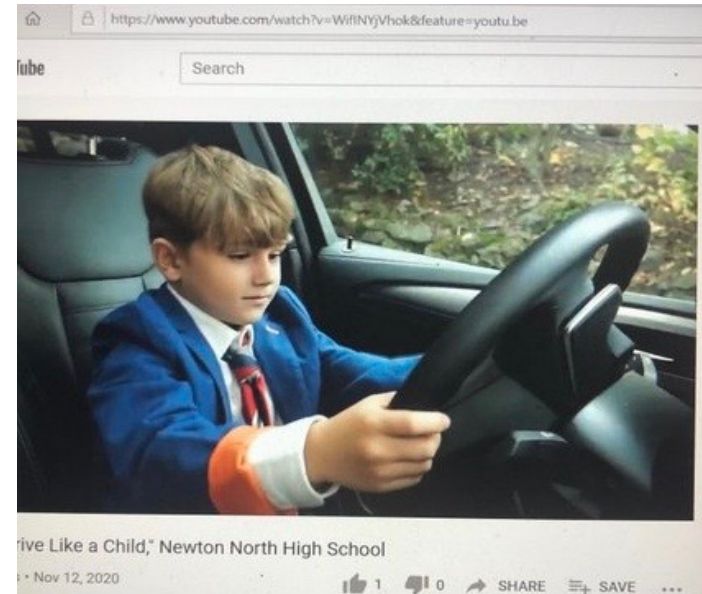 https://www.youtube.com/watch?v=WiflNYjVhok&feature=youtu.be
Tube
Search
rive Like a Child," Newton North High School
• Nov 12, 2020
1
0
SHARE
SAVE